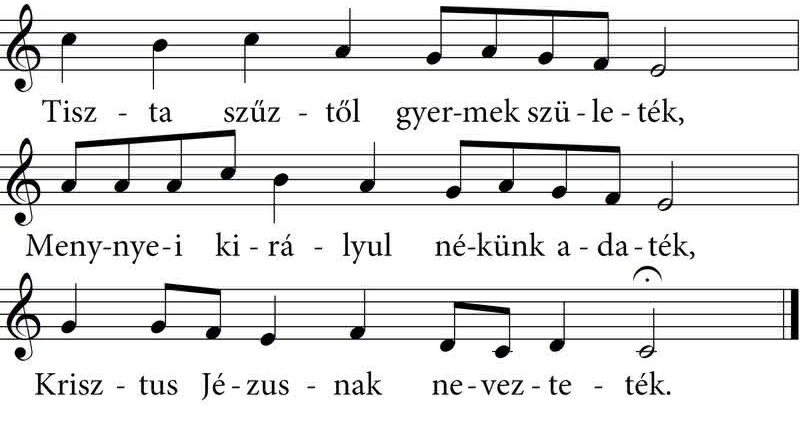 Tisz - ta szűz - től gyer-mek szü - le - ték,
Meny-nye-i ki - rá - lyul né-künk a - da - ték,
Krisz - tus Jé - zus - nak ne - vez - te - ték.